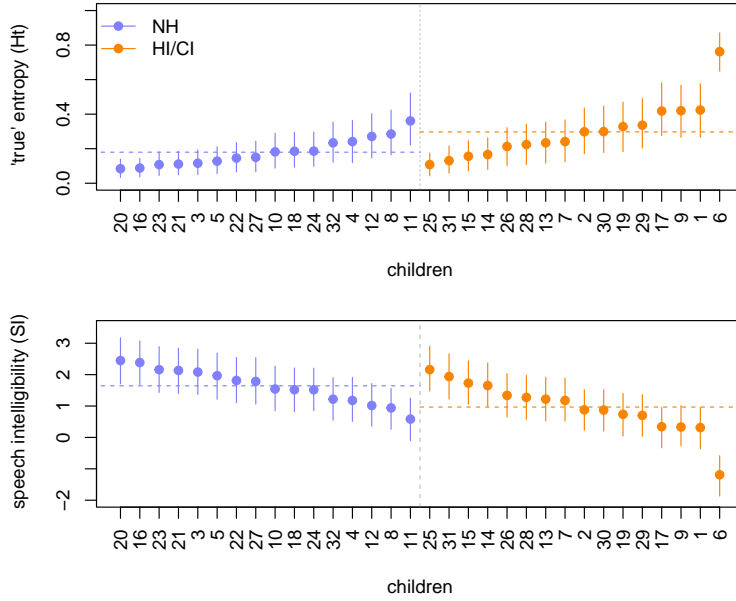 NH
HI/CI
'true' entropy (Ht)
0.8
0.4
0.0
20 16 23 21 3 5 22 27 10 18 24 32 4 12 8 11 25 31 15 14 26 28 13 7 2 30 19 29 17 9 1 6
children
speech intelligibility (SI)
3
2
1
0
−2
20 16 23 21 3 5 22 27 10 18 24 32 4 12 8 11 25 31 15 14 26 28 13 7 2 30 19 29 17 9 1 6
children